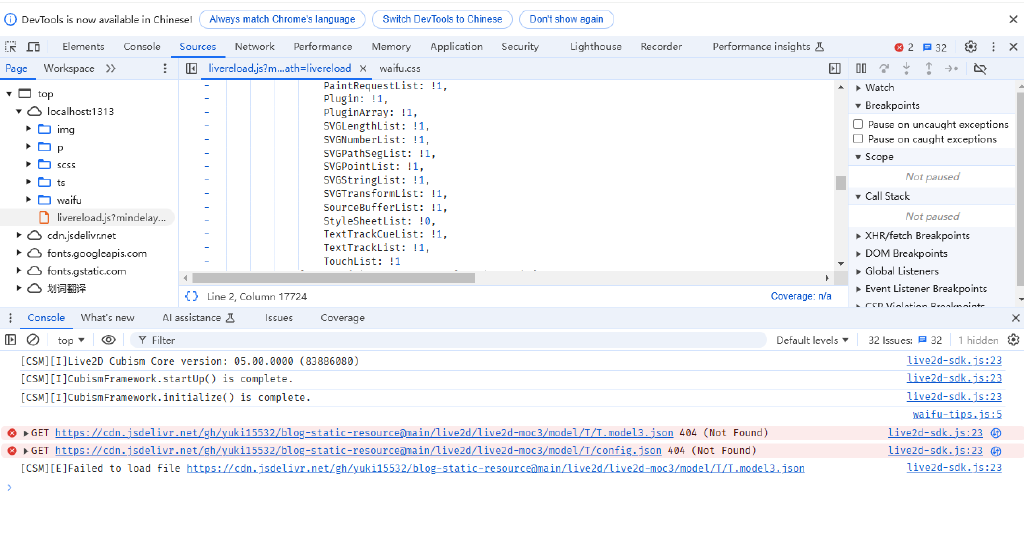 DevTools is now available in Chinese! Always match Chrome's language Switch DevTools to Chinese Don't show again
Elements Console Sources Network Performance Memory Application Security Lighthouse Recorder Performance insights 2 32
Page Workspace
livereload.js?m...ath=livereload waifu.css
top
localhost:1313
img
p
scss
ts
waifu
livereload.js?mindelay...
cdn.jsdelivr.net
fonts.googleapis.com
fonts.gstatic.com
划词翻译
- PaintRequestList: !1,
- Plugin: !1,
- PluginArray: !1,
- SVGLengthList: !1,
- SVGNumberList: !1,
- SVGPathSegList: !1,
- SVGPointList: !1,
- SVGStringList: !1,
- SVGTransformList: !1,
- SourceBufferList: !1,
- StyleSheetList: !0,
- TextTrackCueList: !1,
- TextTrackList: !1,
- TouchList: !1
{} Line 2, Column 17724 Coverage: n/a
Watch
Breakpoints
Pause on uncaught exceptions
Pause on caught exceptions
Scope
Not paused
Call Stack
Not paused
XHR/fetch Breakpoints
DOM Breakpoints
Global Listeners
Event Listener Breakpoints
CSP Violation Breakpoints
Console What's new AI assistance Issues Coverage
top Filter Default levels 32 Issues: 32 1 hidden
[CSM][I]Live2D Cubism Core version: 05.00.0000 (83886080) live2d-sdk.js:23
[CSM][I]CubismFramework.startUp() is complete. live2d-sdk.js:23
[CSM][I]CubismFramework.initialize() is complete. live2d-sdk.js:23
waifu-tips.js:5
GET https://cdn.jsdelivr.net/gh/yuki15532/blog-static-resource@main/live2d/live2d-moc3/model/T/T.model3.json 404 (Not Found) live2d-sdk.js:23
GET https://cdn.jsdelivr.net/gh/yuki15532/blog-static-resource@main/live2d/live2d-moc3/model/T/config.json 404 (Not Found) live2d-sdk.js:23
[CSM][E]Failed to load file https://cdn.jsdelivr.net/gh/yuki15532/blog-static-resource@main/live2d/live2d-moc3/model/T/T.model3.json live2d-sdk.js:23